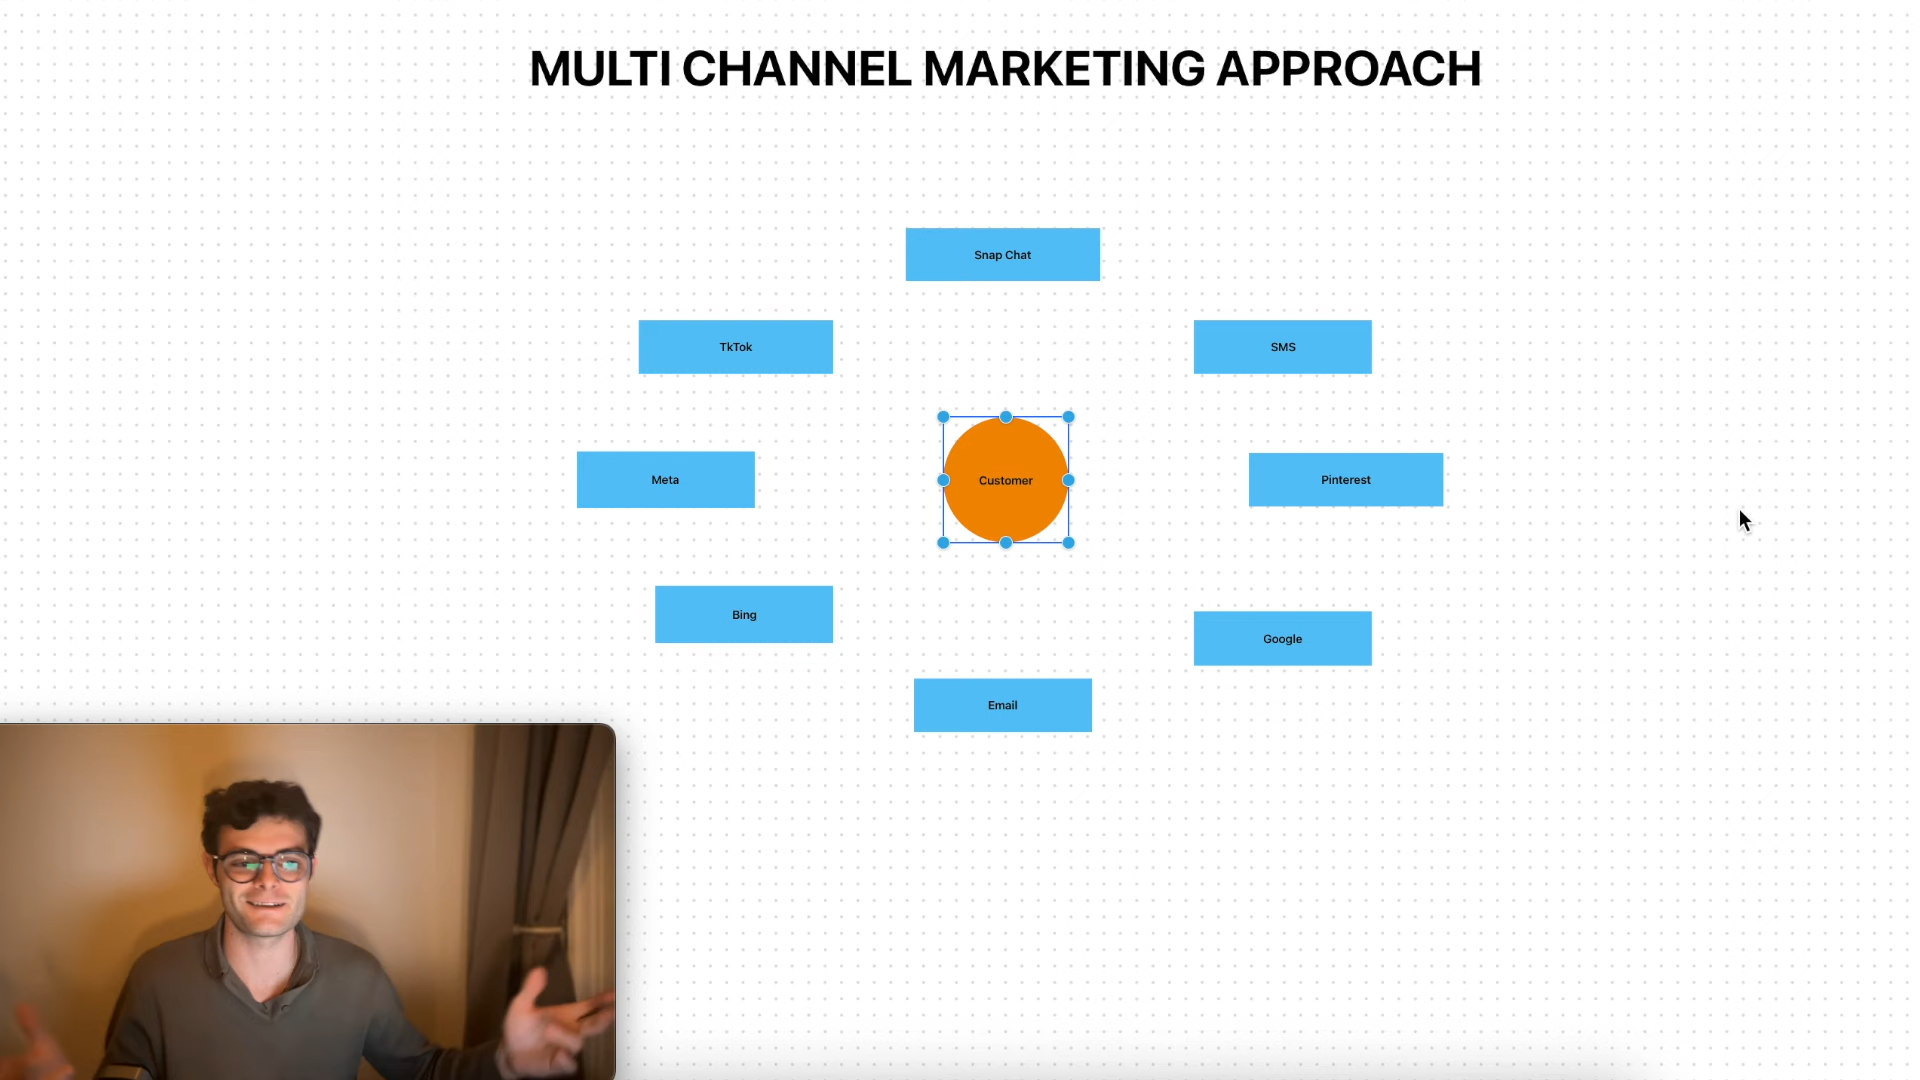 MULTI CHANNEL MARKETING APPROACH
Snap Chat
TkTok
SMS
Customer
Meta
Pinterest
Bing
Google
Email